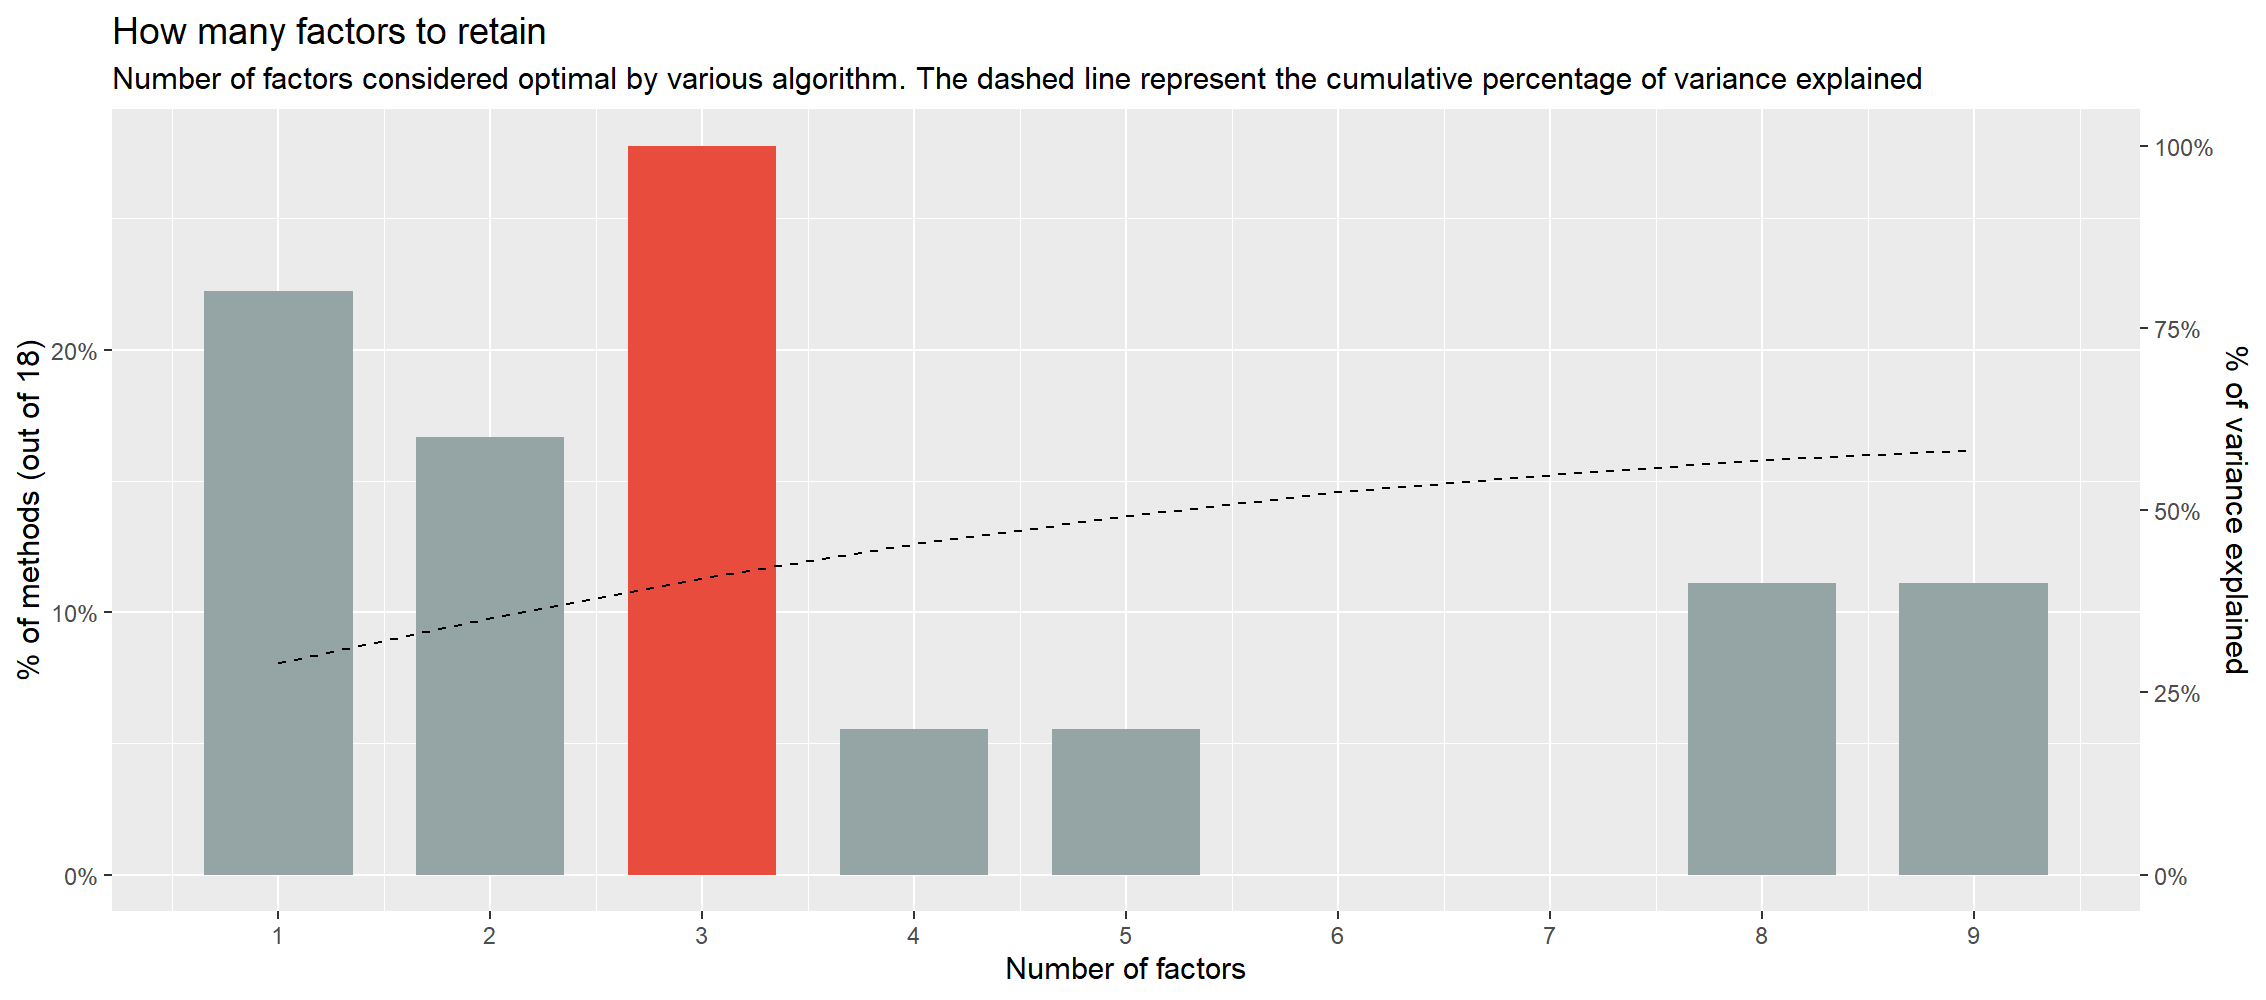 How many factors to retain
Number of factors considered optimal by various algorithm. The dashed line represent the cumulative percentage of variance explained
% of methods (out of 18)
20%
10%
0%
100%
75%
50%
25%
0%
% of variance explained
1 2 3 4 5 6 7 8 9
Number of factors